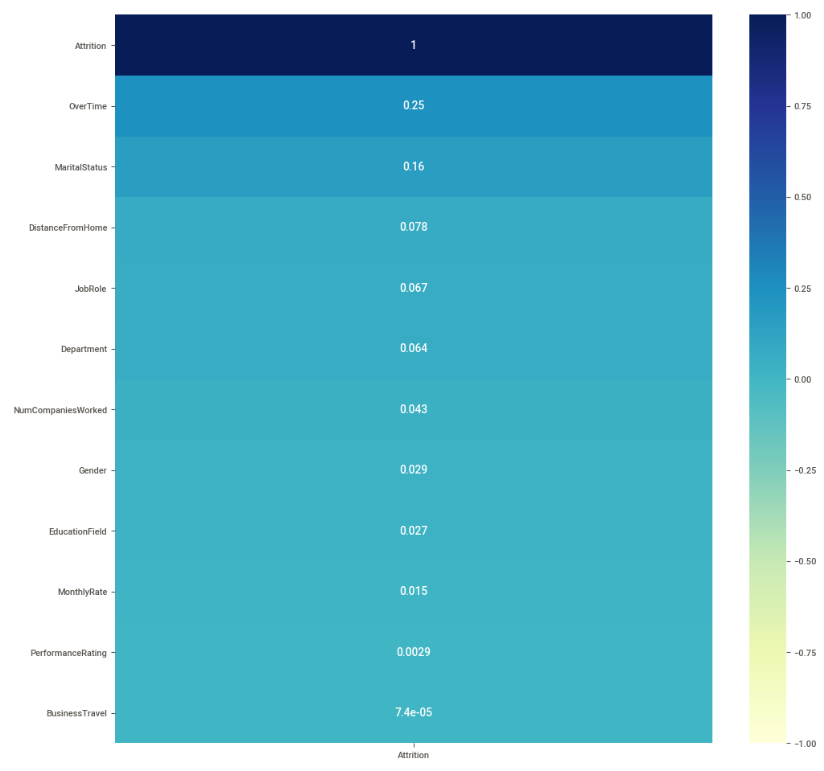 Attrition 1
OverTime 0.25
MaritalStatus 0.16
DistanceFromHome 0.078
JobRole 0.067
Department 0.064
NumCompaniesWorked 0.043
Gender 0.029
EducationField 0.027
MonthlyRate 0.015
PerformanceRating 0.0029
BusinessTravel 7.4e-05
Attrition
1.00
0.75
0.50
0.25
0.00
−0.25
−0.50
−0.75
−1.00